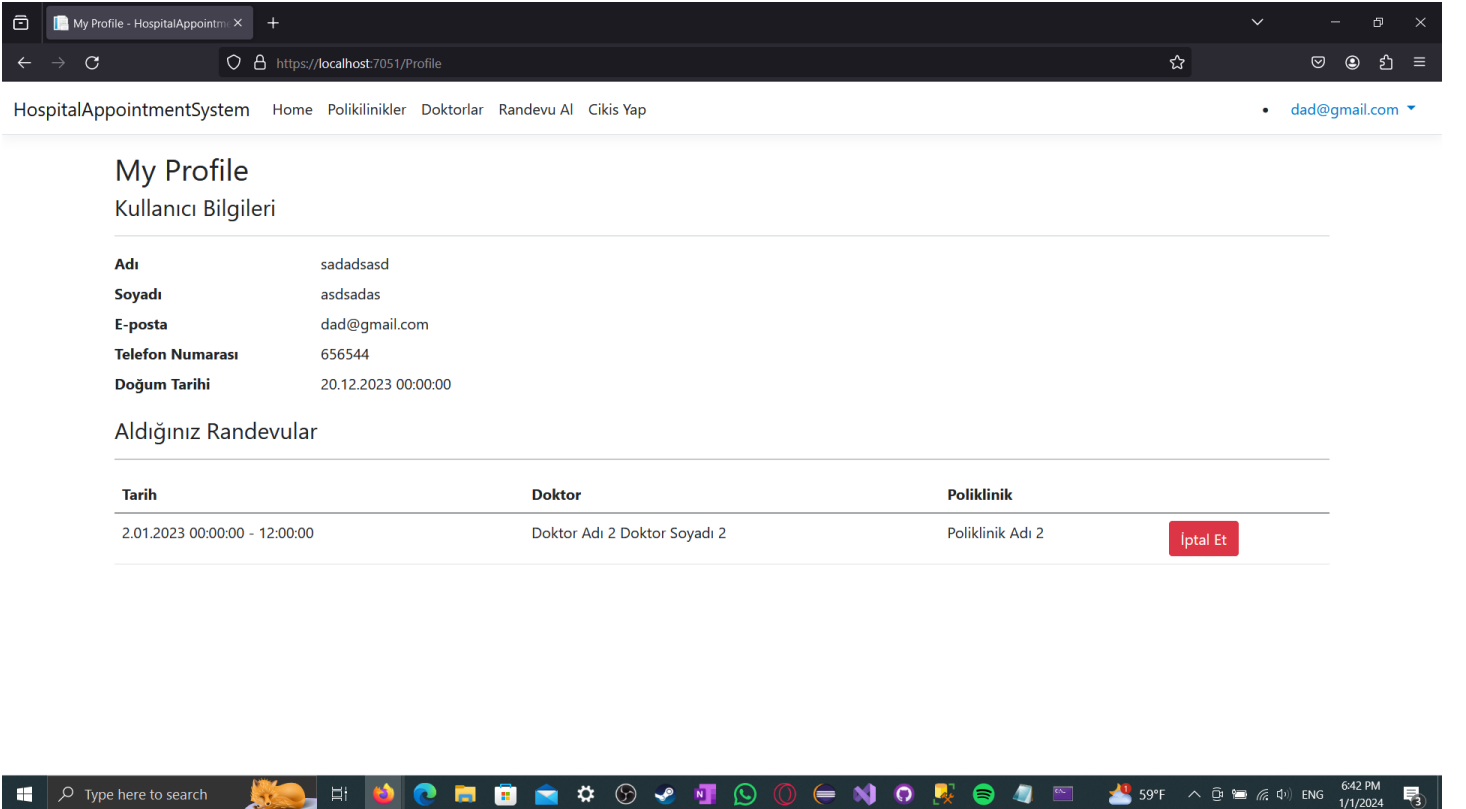 My Profile - HospitalAppointm
https://localhost:7051/Profile
HospitalAppointmentSystem Home Polikilinikler Doktorlar Randevu Al Cikis Yap dad@gmail.com
My Profile
Kullanıcı Bilgileri
Adı sadadsasd
Soyadı asdsadas
E-posta dad@gmail.com
Telefon Numarası 656544
Doğum Tarihi 20.12.2023 00:00:00
Aldığınız Randevular
Tarih Doktor Poliklinik
2.01.2023 00:00:00 - 12:00:00 Doktor Adı 2 Doktor Soyadı 2 Poliklinik Adı 2 İptal Et
Type here to search 59°F ENG 6:42 PM
1/1/2024 3